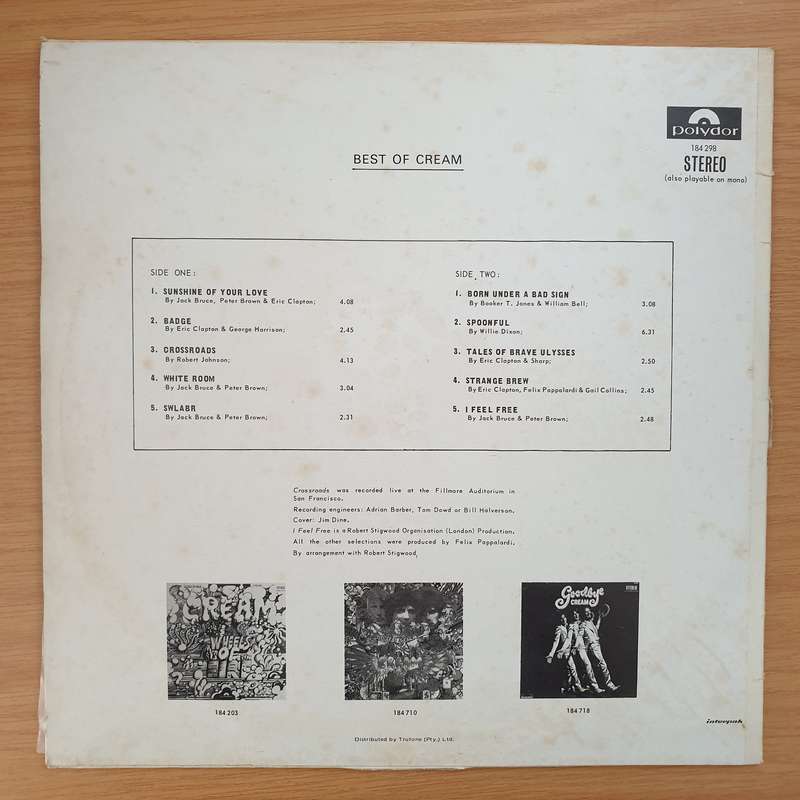 polydor
184 298
STEREO
(also playable on mono)
BEST OF CREAM
SIDE ONE:
1. SUNSHINE OF YOUR LOVE
By Jack Bruce, Peter Brown & Eric Clapton; 4.08
2. BADGE
By Eric Clapton & George Harrison; 2.45
3. CROSSROADS
By Robert Johnson; 4.13
4. WHITE ROOM
By Jack Bruce & Peter Brown; 3.04
5. SWLABR
By Jack Bruce & Peter Brown; 2.31
SIDE TWO:
1. BORN UNDER A BAD SIGN
By Booker T. Jones & William Bell; 3.08
2. SPOONFUL
By Willie Dixon; 6.31
3. TALES OF BRAVE ULYSSES
By Eric Clapton & Sharp; 2.50
4. STRANGE BREW
By Eric Clapton, Felix Pappalardi & Gail Collins; 2.45
5. I FEEL FREE
By Jack Bruce & Peter Brown; 2.48
Crossroads was recorded live at the Fillmore Auditorium in
San Francisco.
Recording engineers: Adrian Barber, Tom Dowd or Bill Halverson.
Cover: Jim Dine.
I Feel Free is a Robert Stigwood Organisation (London) Production.
All the other selections were produced by Felix Pappalardi.
By arrangement with Robert Stigwood.
CREAM
WHEELS
OF
Goodbye
CREAM
184 203
184 710
184 718
interpak
Distributed by Trutone (Pty.) Ltd.